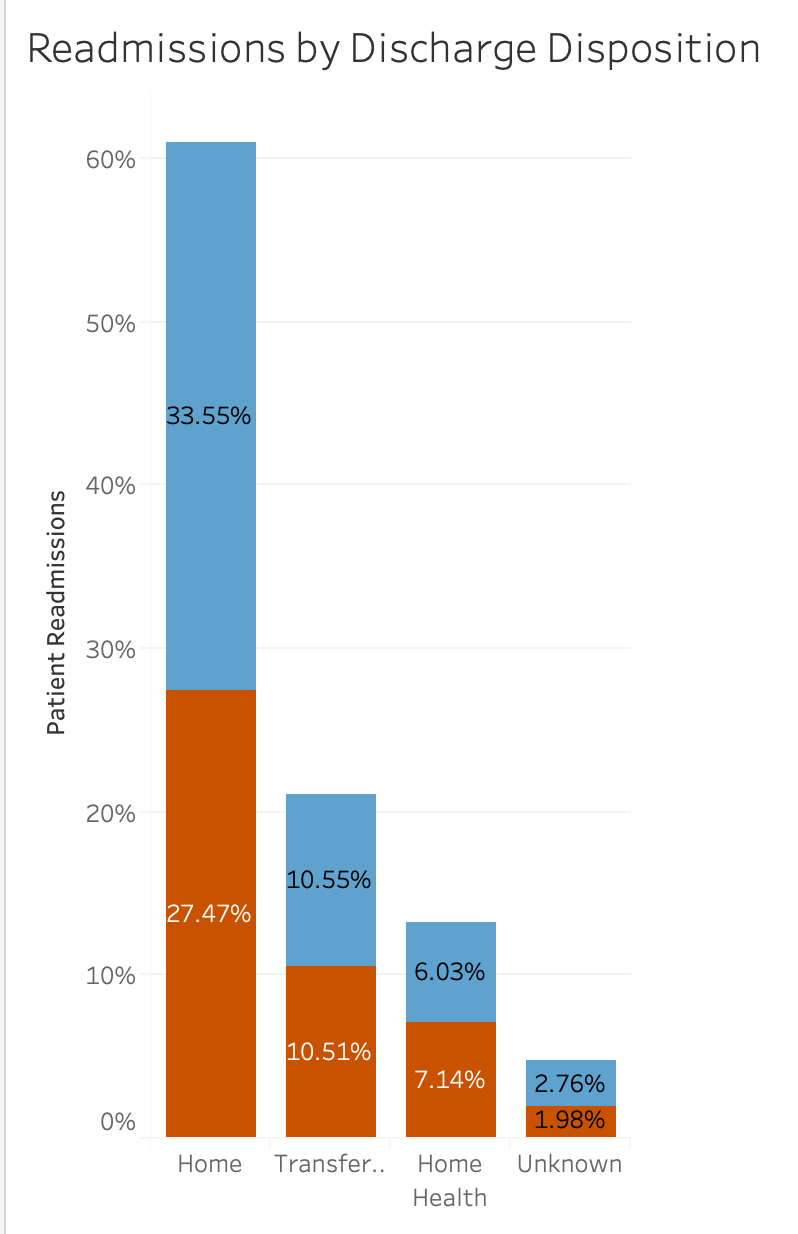 Readmissions by Discharge Disposition
60%
50%
40%
30%
20%
10%
0%
Patient Readmissions
33.55%
27.47%
10.55%
10.51%
6.03%
7.14%
2.76%
1.98%
Home
Transfer..
Home
Health
Unknown